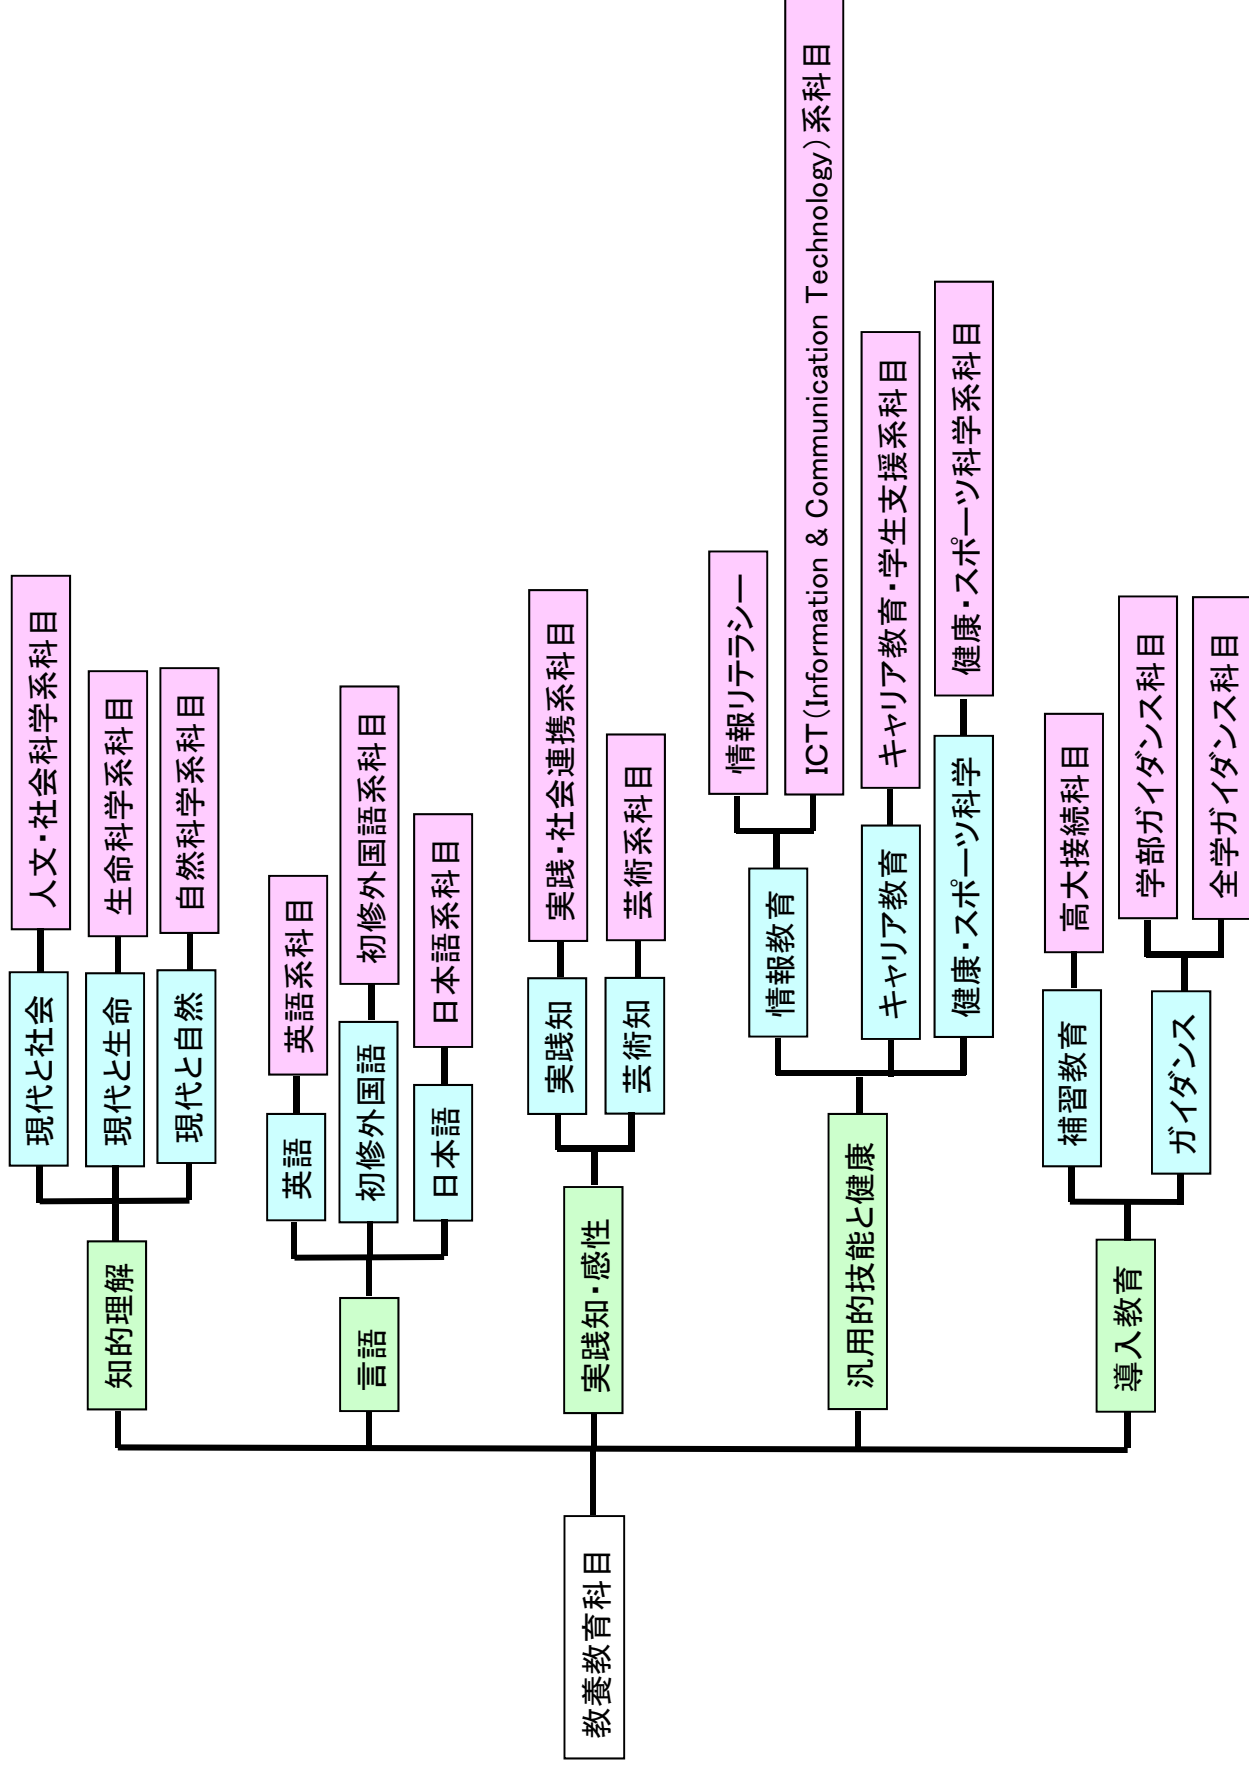 教養教育科目
知的理解
現代と社会
人文・社会科学系科目
現代と生命
生命科学系科目
現代と自然
自然科学系科目
言語
英語
英語系科目
初修外国語
初修外国語系科目
日本語
日本語系科目
実践知・感性
実践知
実践・社会連携系科目
芸術知
芸術系科目
汎用的技能と健康
情報教育
情報リテラシー
ICT(Information & Communication Technology)系科目
キャリア教育
キャリア教育・学生支援系科目
健康・スポーツ科学
健康・スポーツ科学系科目
導入教育
補習教育
高大接続科目
ガイダンス
学部ガイダンス科目
全学ガイダンス科目